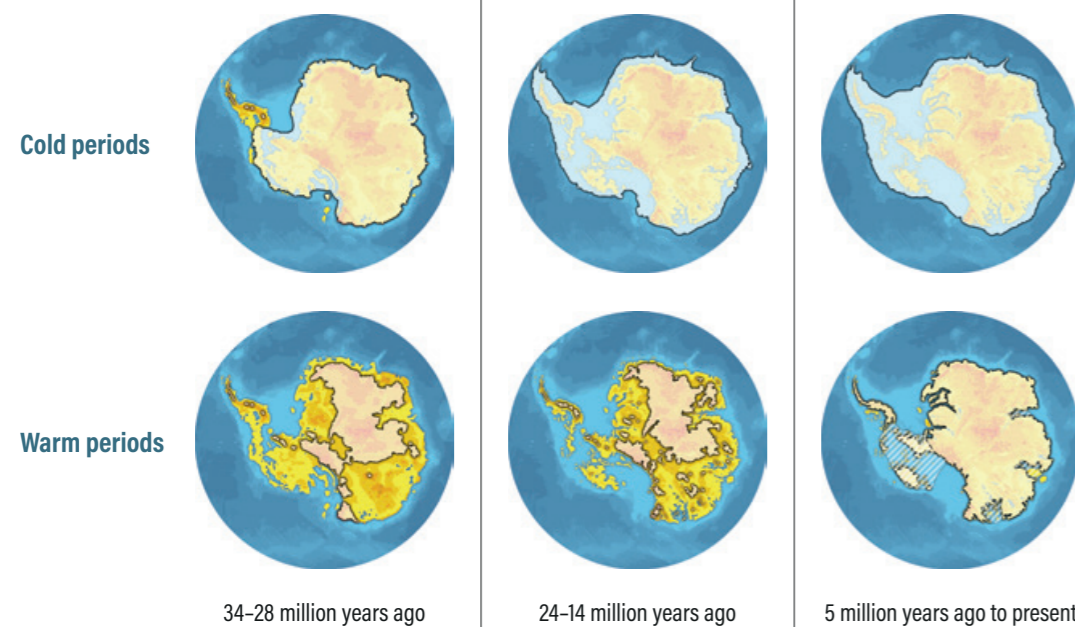 Cold periods
Warm periods
34–28 million years ago
24–14 million years ago
5 million years ago to present